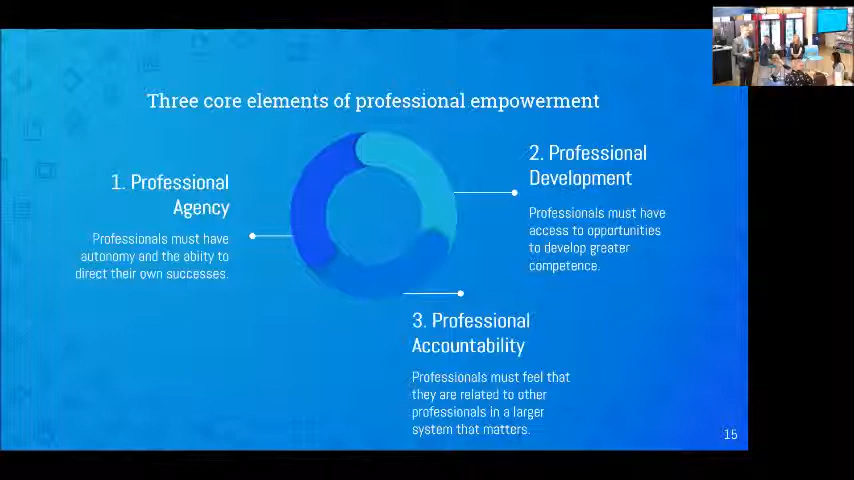 Three core elements of professional empowerment
1. Professional
Agency
Professionals must have
autonomy and the abiity to
direct their own successes.
2. Professional
Development
Professionals must have
access to opportunities
to develop greater
competence.
3. Professional
Accountability
Professionals must feel that
they are related to other
professionals in a larger
system that matters.
15